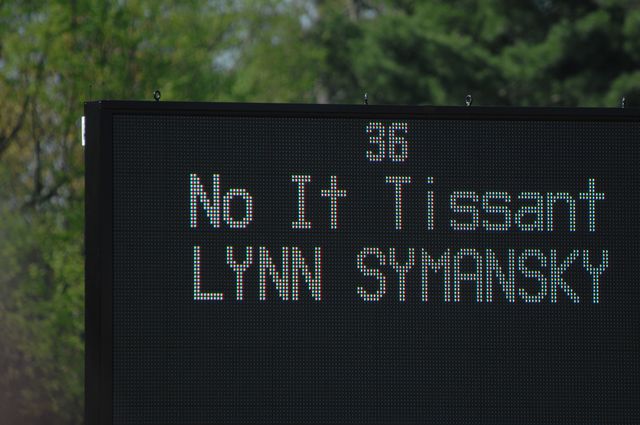 36
No It Tissant
LYNN SYMANSKY